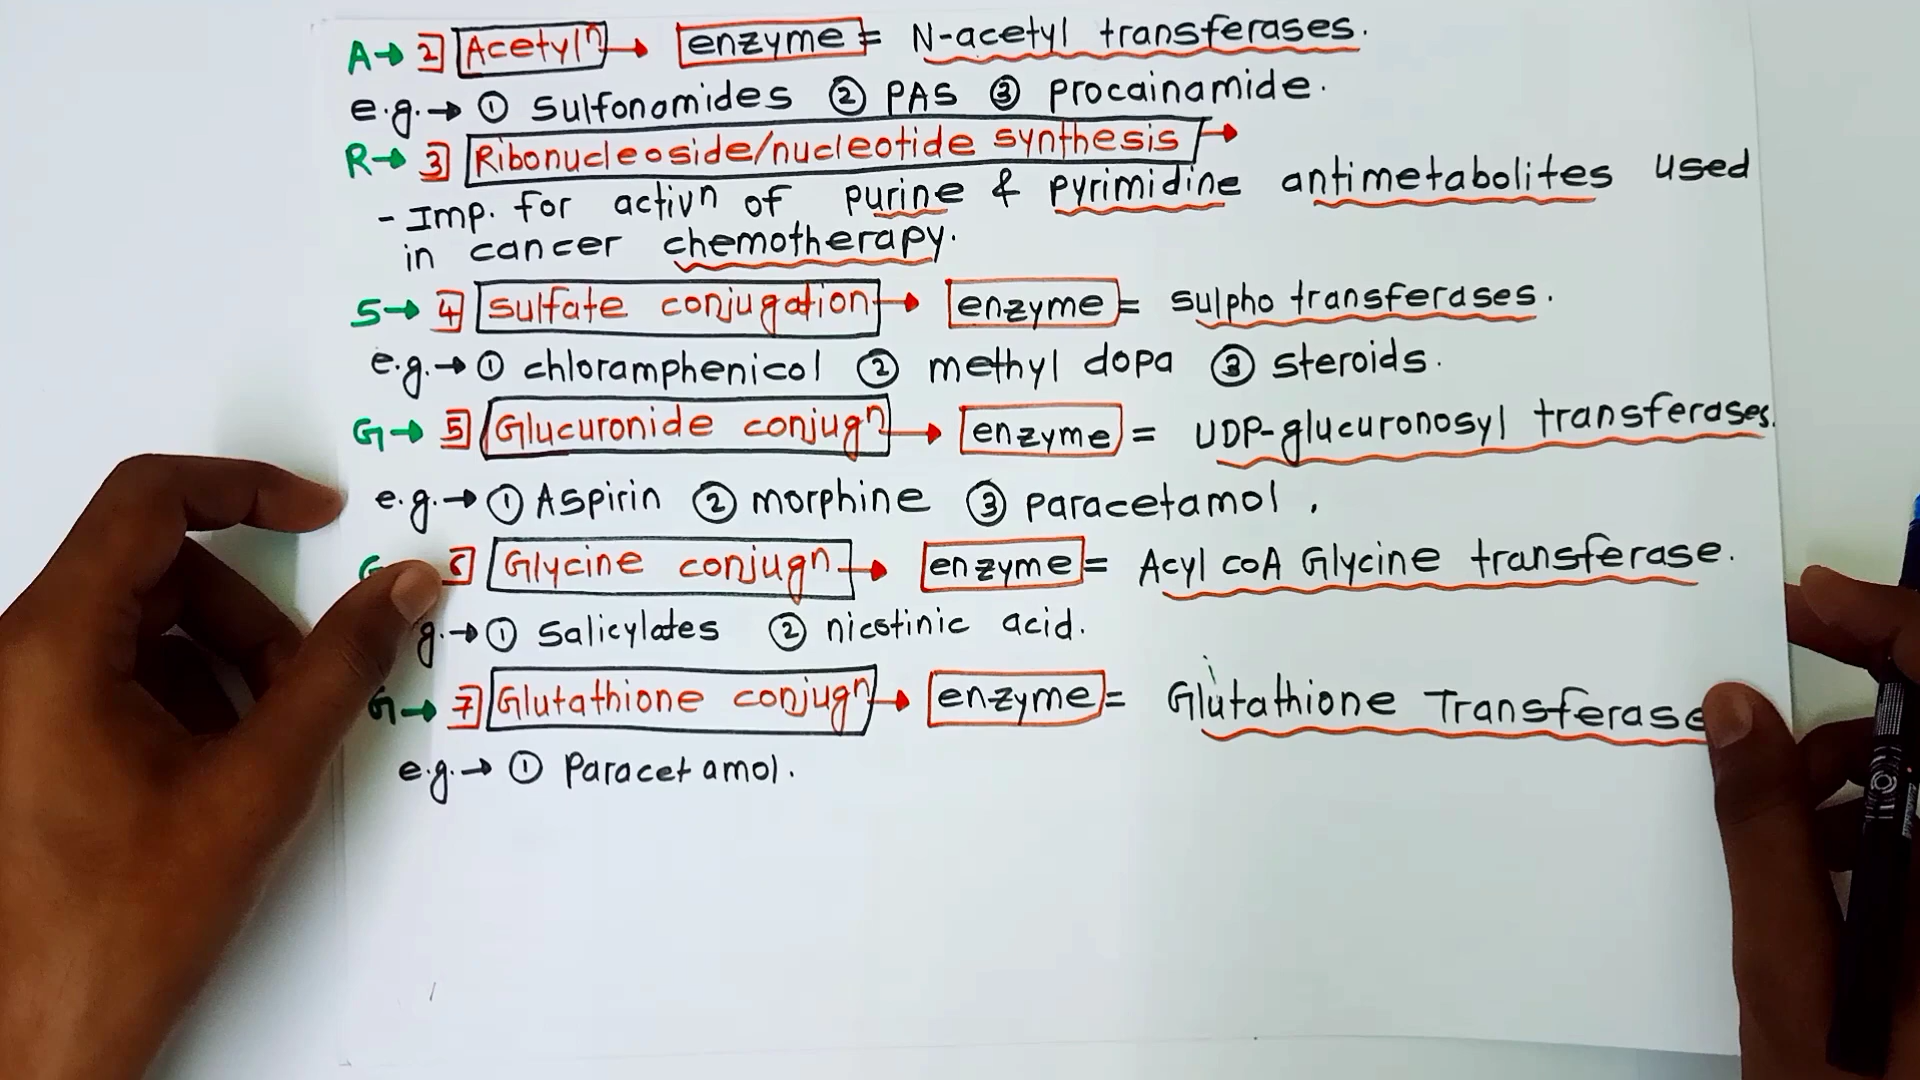 A→ 2 Acetylⁿ → enzyme = N-acetyl transferases.
e.g.→ ① Sulfonamides ② PAS ③ procainamide.
R→ 3 Ribonucleoside/nucleotide synthesis →
- Imp. for activn of purine & pyrimidine antimetabolites used
in cancer chemotherapy.
S→ 4 sulfate conjugation → enzyme = sulpho transferases.
e.g.→ ① chloramphenicol ② methyl dopa ③ steroids.
G→ 5 Glucuronide conjugⁿ → enzyme = UDP-glucuronosyl transferases.
e.g.→ ① Aspirin ② morphine ③ paracetamol.
G 6 Glycine conjugn → enzyme = Acyl coA Glycine transferase.
g.→ ① Salicylates ② nicotinic acid.
G→ 7 Glutathione conjugⁿ → enzyme = Glutathione Transferase
e.g.→ ① Paracetamol.